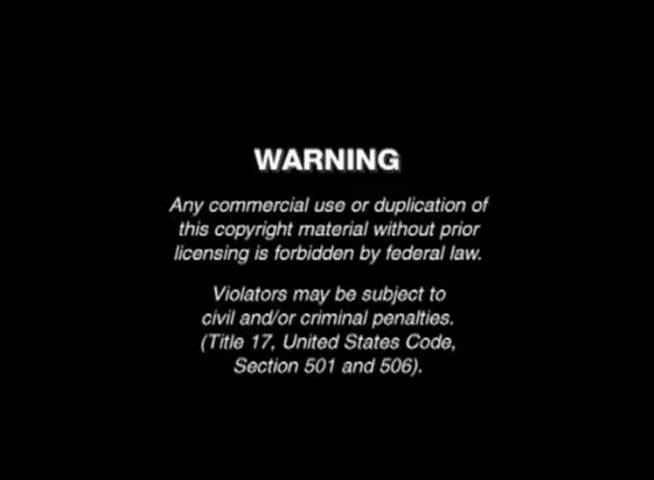 WARNING
Any commercial use or duplication of
this copyright material without prior
licensing is forbidden by federal law.
Violators may be subject to
civil and/or criminal penalties.
(Title 17, United States Code,
Section 501 and 506).